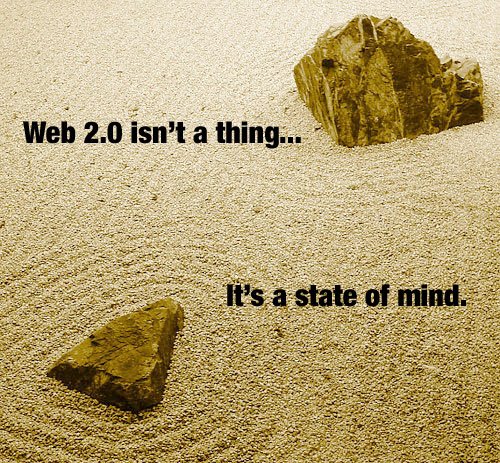 Web 2.0 isn’t a thing...
It’s a state of mind.